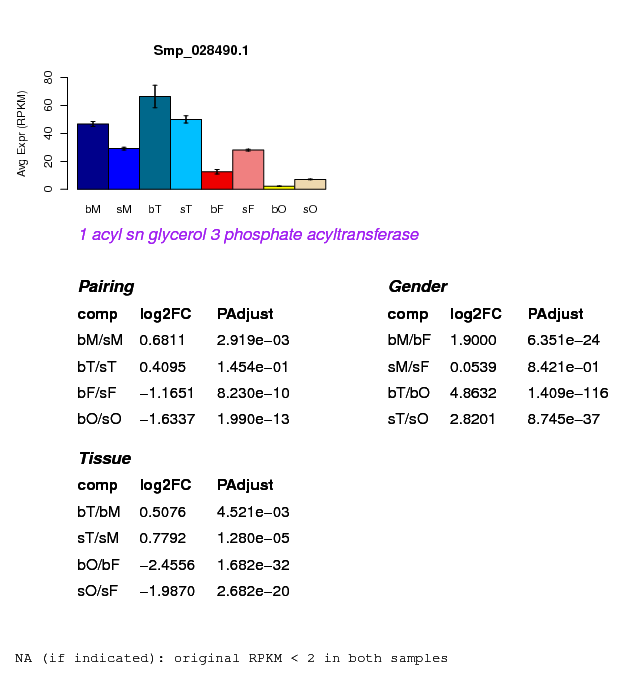 Smp_028490.1
Avg Expr (RPKM)
0 20 40 60 80
bM sM bT sT bF sF bO sO
1 acyl sn glycerol 3 phosphate acyltransferase
Pairing
comp log2FC PAdjust
bM/sM 0.6811 2.919e−03
bT/sT 0.4095 1.454e−01
bF/sF −1.1651 8.230e−10
bO/sO −1.6337 1.990e−13
Gender
comp log2FC PAdjust
bM/bF 1.9000 6.351e−24
sM/sF 0.0539 8.421e−01
bT/bO 4.8632 1.409e−116
sT/sO 2.8201 8.745e−37
Tissue
comp log2FC PAdjust
bT/bM 0.5076 4.521e−03
sT/sM 0.7792 1.280e−05
bO/bF −2.4556 1.682e−32
sO/sF −1.9870 2.682e−20
NA (if indicated): original RPKM < 2 in both samples